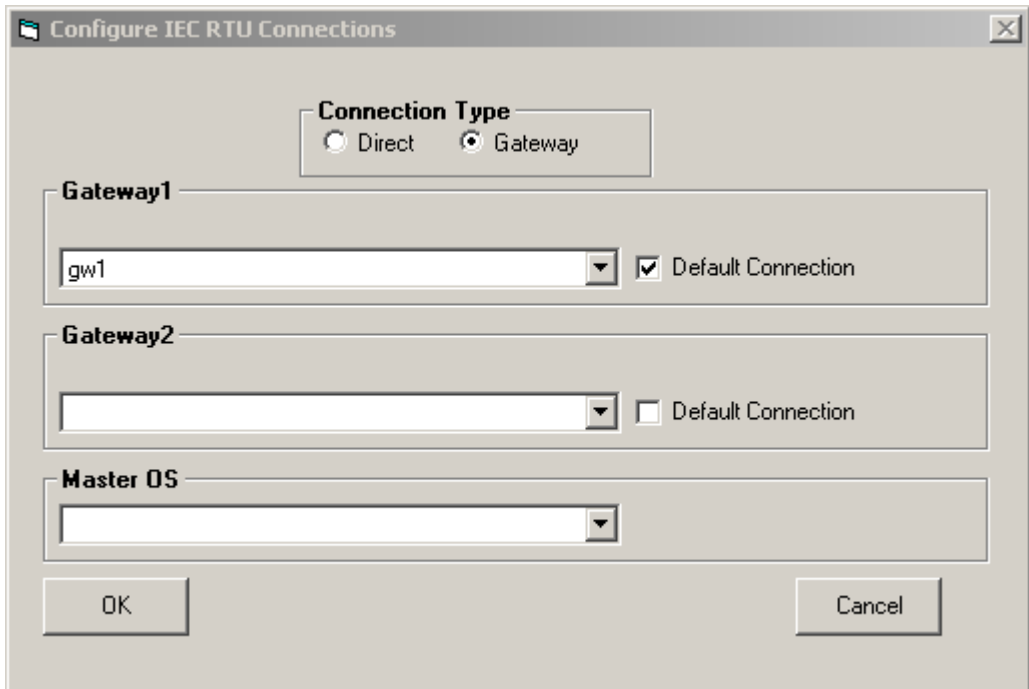 Configure IEC RTU Connections
Connection Type
Direct Gateway
Gateway1
gw1 Default Connection
Gateway2
Default Connection
Master OS
OK Cancel